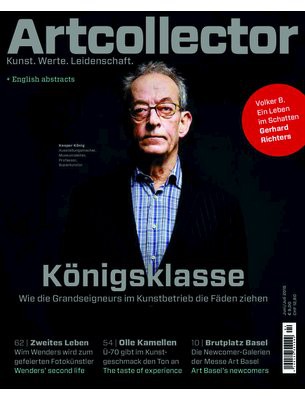 Artcollector
Kunst. Werte. Leidenschaft.
• English abstracts
Volker B.
Ein Leben
im Schatten
Gerhard
Richters
Kasper König
Ausstellungsmacher,
Museumsleiter,
Professor,
Königsklasse
Wie die Grandseigneurs im Kunstbetrieb die Fäden ziehen
62 | Zweites Leben
Wim Wenders wird zum
gefeierten Fotokünstler
Wenders' second life
54 | Olle Kamellen
Ü-70 gibt im Kunst-
geschmack den Ton an
The taste of experience
10 | Brutplatz Basel
Die Newcomer-Galerien
der Messe Art Basel
Art Basel's newcomers